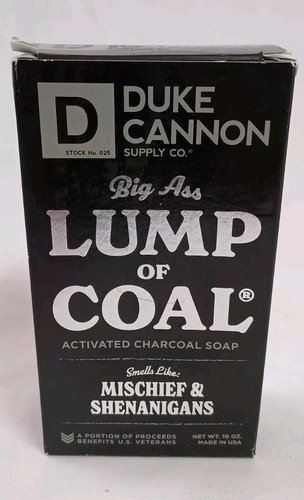 D
STOCK No. 025
DUKE
CANNON
SUPPLY CO.®
Big Ass
LUMP
OF
COAL®
ACTIVATED CHARCOAL SOAP
Smells Like:
MISCHIEF &
SHENANIGANS
A PORTION OF PROCEEDS
BENEFITS U.S. VETERANS
NET WT. 10 OZ.
MADE IN USA